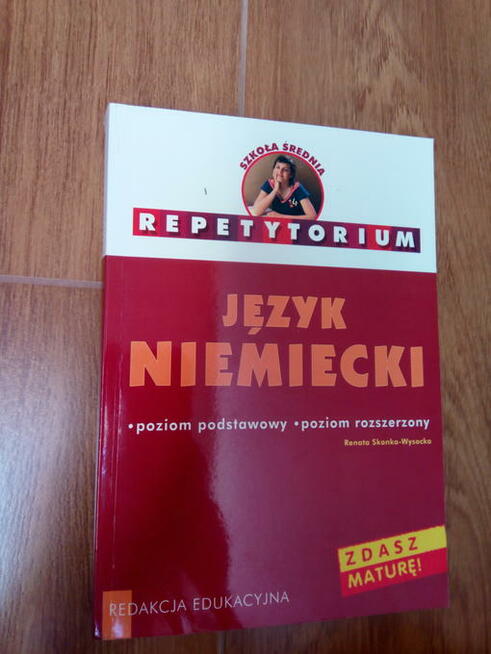 SZKOŁA ŚREDNIA
REPETYTORIUM
JĘZYK
NIEMIECKI
•poziom podstawowy •poziom rozszerzony
Renata Skonka-Wysocka
ZDASZ
MATURĘ!
REDAKCJA EDUKACYJNA